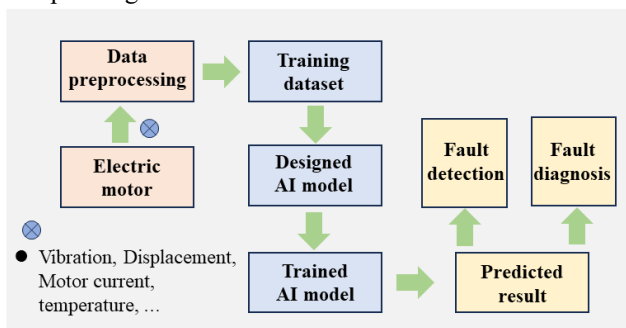 Data
preprocessing
Training
dataset
Electric
motor
Designed
AI model
Fault
detection
Fault
diagnosis
● Vibration, Displacement,
Motor current,
temperature, ...
Trained
AI model
Predicted
result